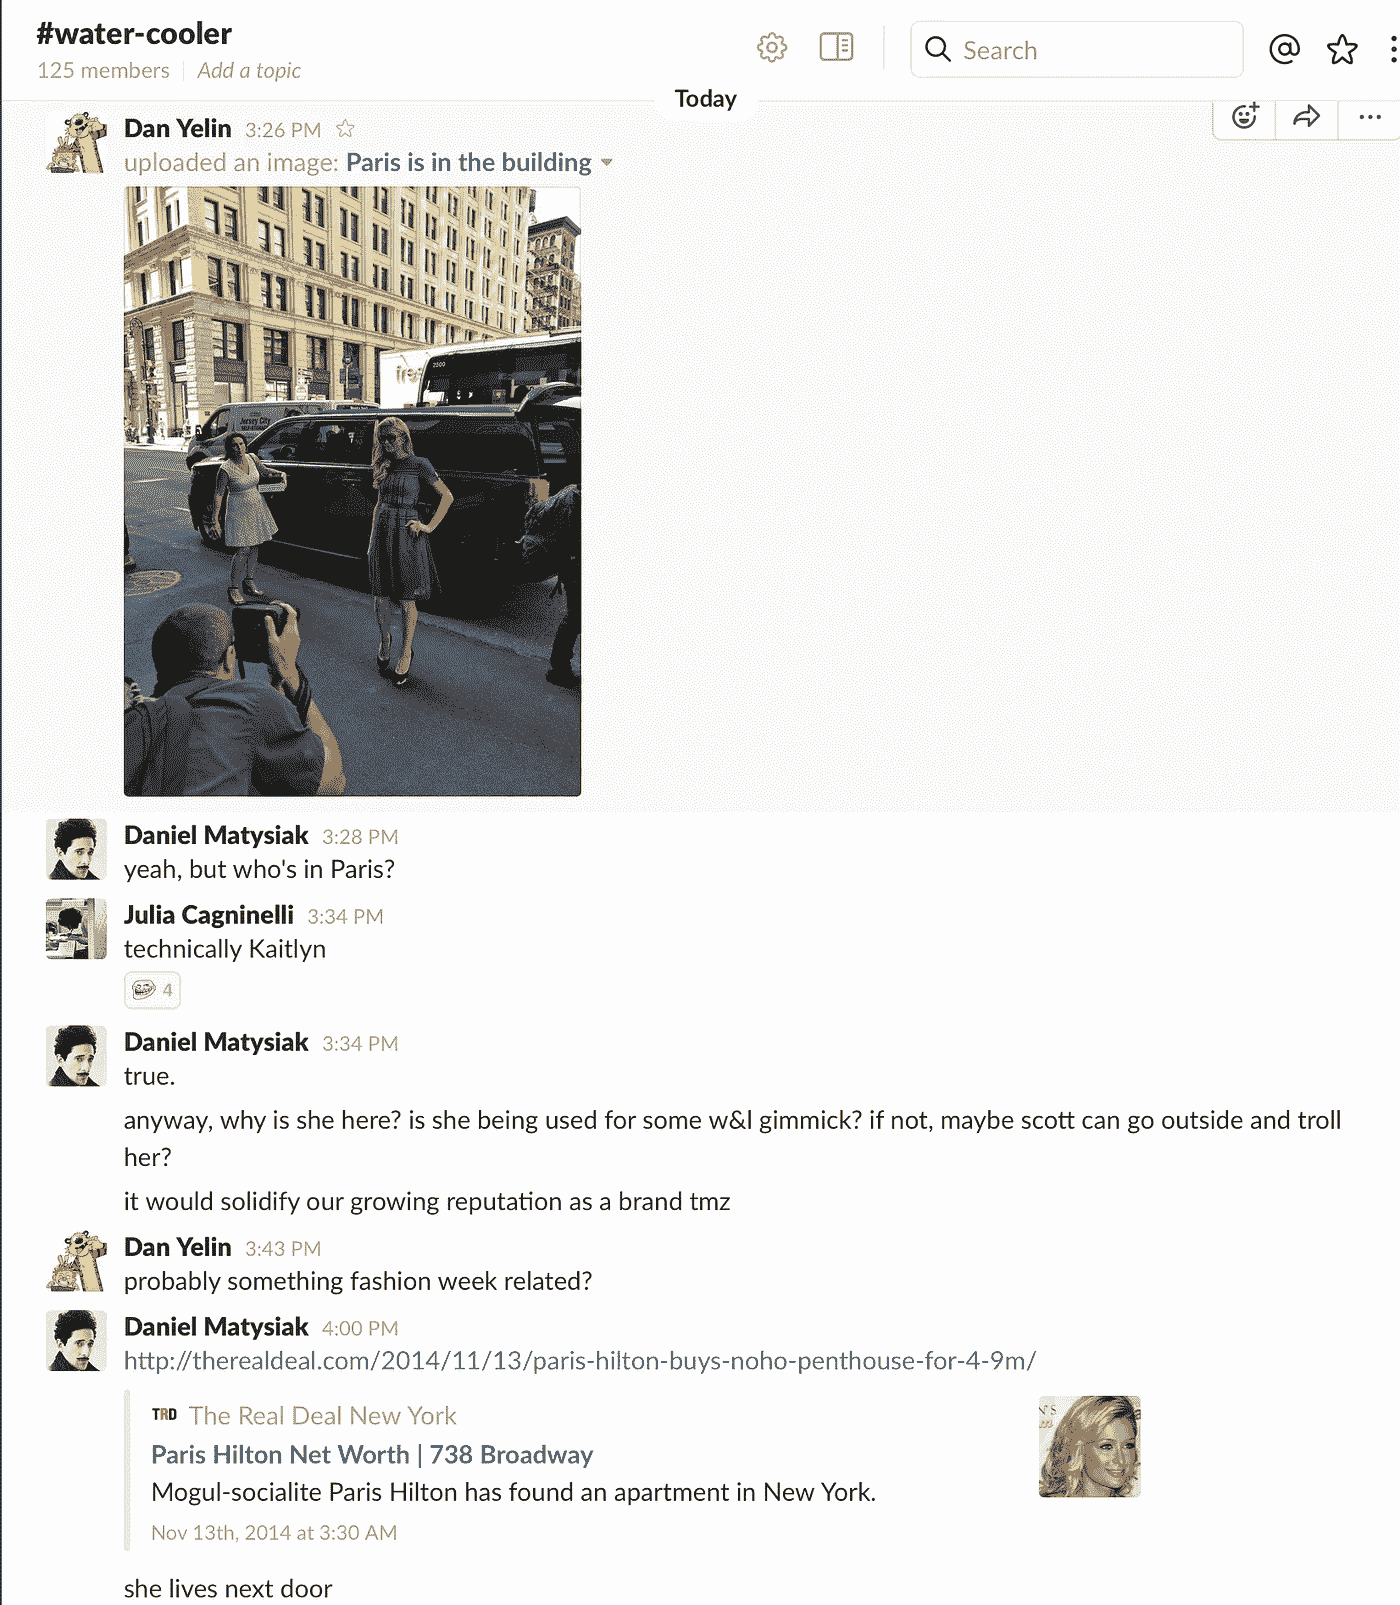 #water-cooler
125 members
Add a topic
Search
Today
Dan Yelin 3:26 PM
uploaded an image: Paris is in the building
2500
Jersey City
Daniel Matysiak 3:28 PM
yeah, but who's in Paris?
Julia Cagninelli 3:34 PM
technically Kaitlyn
4
Daniel Matysiak 3:34 PM
true.
anyway, why is she here? is she being used for some w&l gimmick? if not, maybe scott can go outside and troll
her?
it would solidify our growing reputation as a brand tmz
Dan Yelin 3:43 PM
probably something fashion week related?
Daniel Matysiak 4:00 PM
http://therealdeal.com/2014/11/13/paris-hilton-buys-noho-penthouse-for-4-9m/
TRD The Real Deal New York
Paris Hilton Net Worth | 738 Broadway
Mogul-socialite Paris Hilton has found an apartment in New York.
Nov 13th, 2014 at 3:30 AM
she lives next door